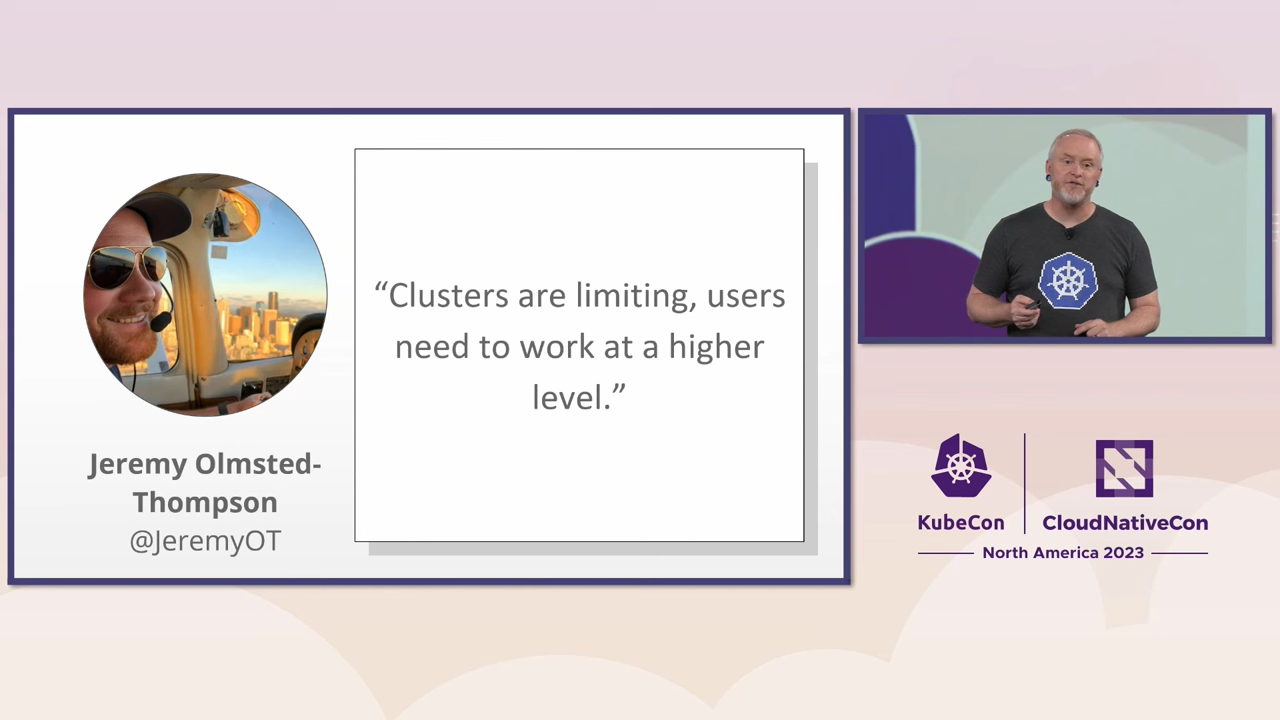 Jeremy Olmsted-
Thompson
@JeremyOT
“Clusters are limiting, users
need to work at a higher
level.”
KubeCon
CloudNativeCon
North America 2023